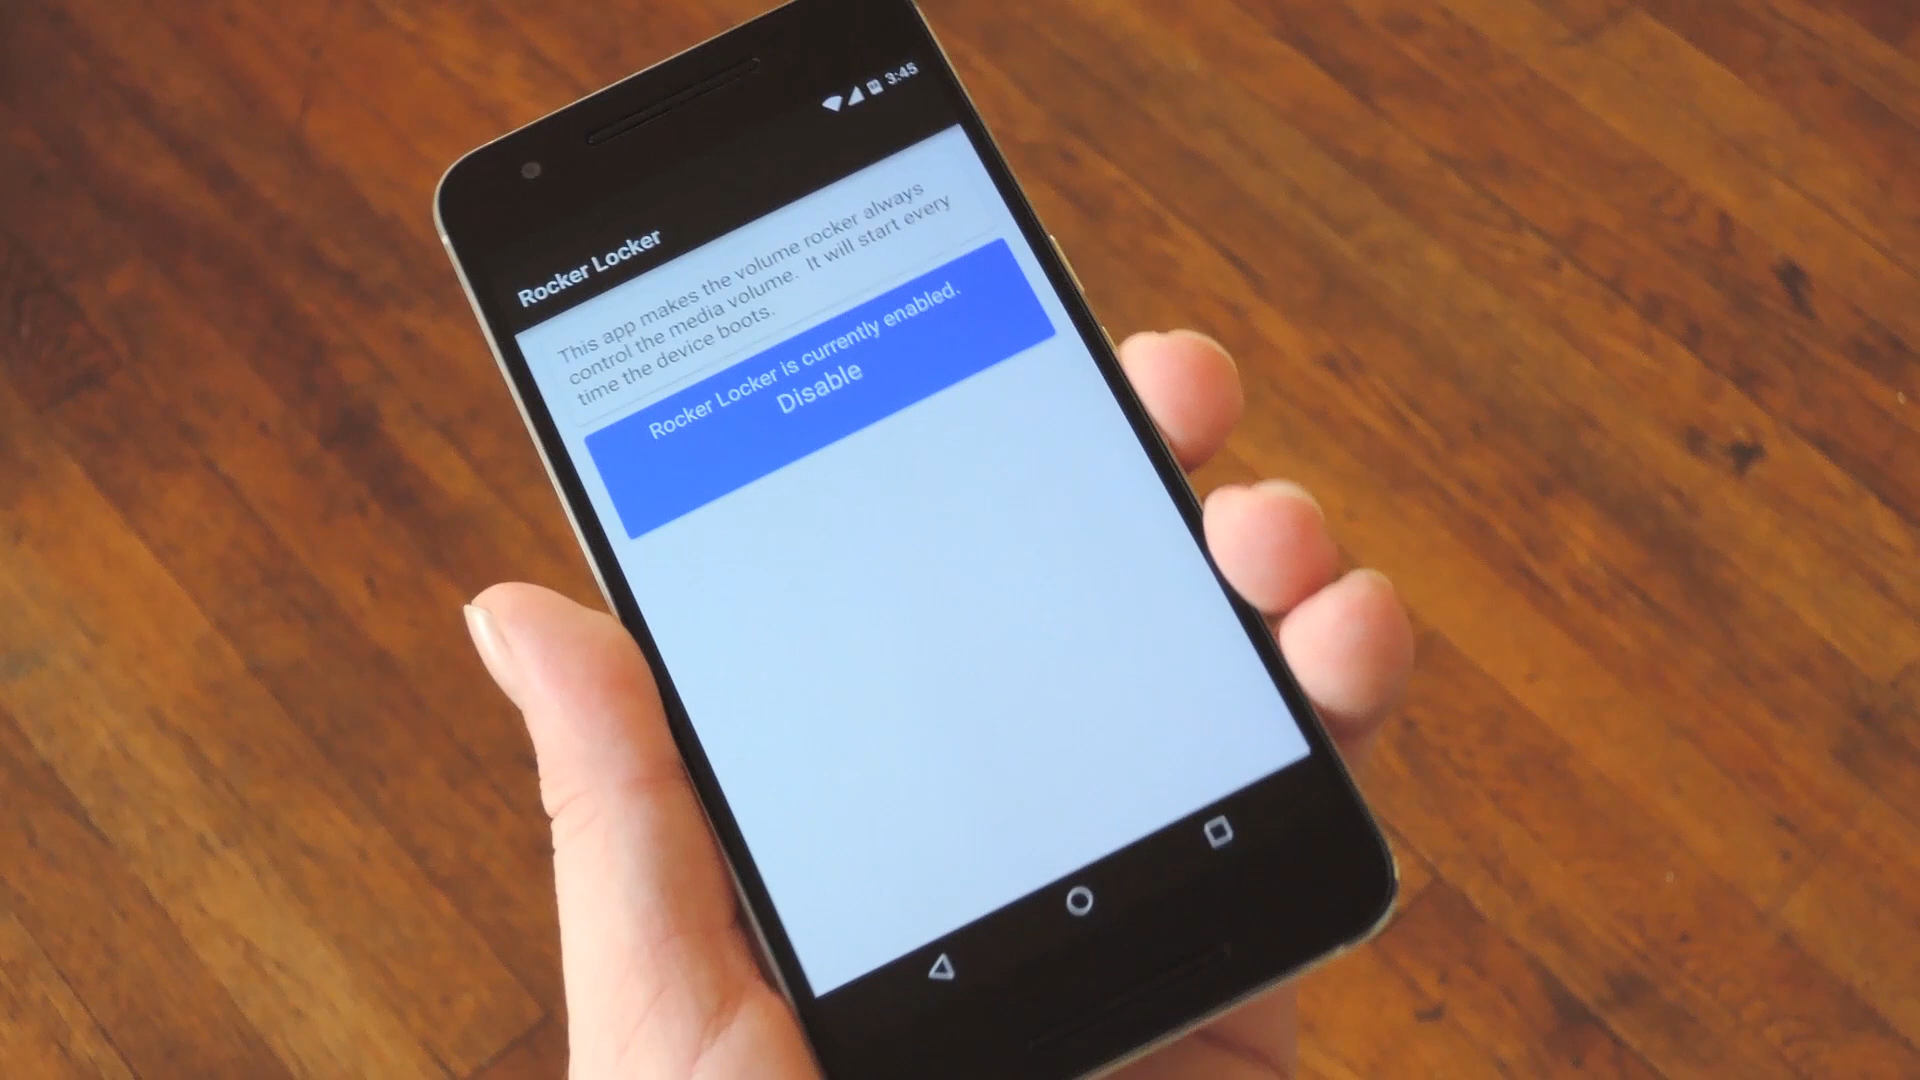 3:45
Rocker Locker
This app makes the volume rocker always
control the media volume.  It will start every
time the device boots.
Rocker Locker is currently enabled.
Disable